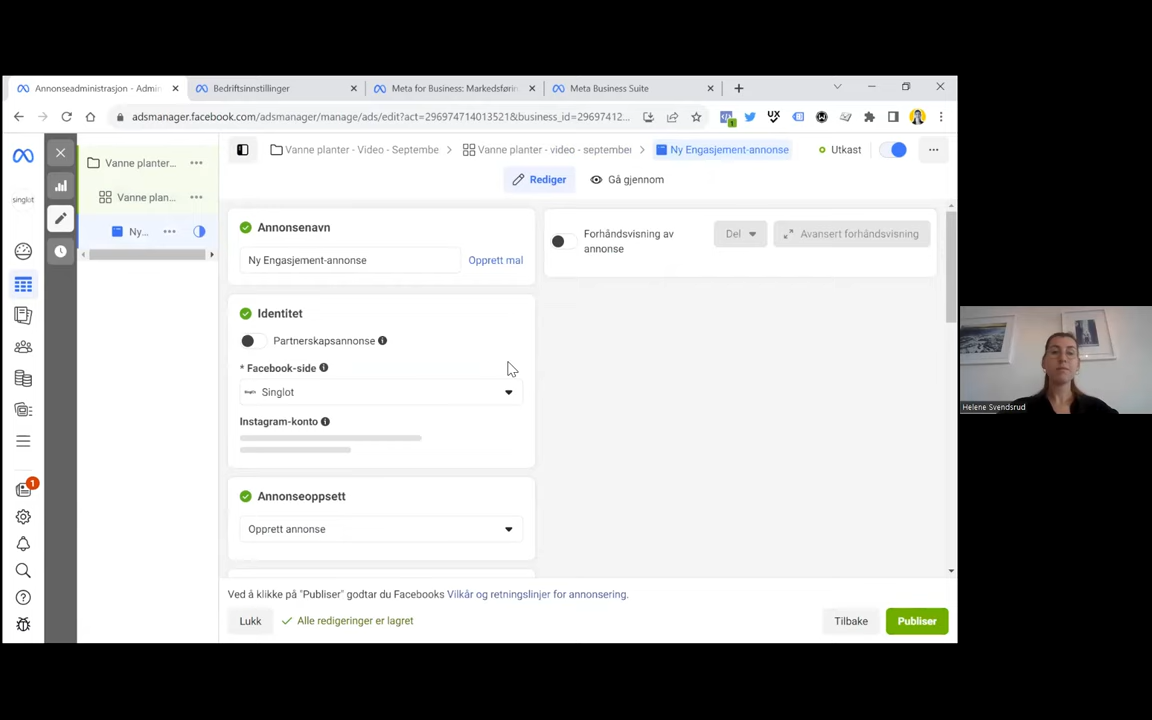 Annonseadministrasjon - Admin
Bedriftsinnstillinger
Meta for Business: Markedsførin
Meta Business Suite
adsmanager.facebook.com/adsmanager/manage/ads/edit?act=296974714013521&business_id=29697412...
1
Vanne planter...
Vanne planter - Video - Septembe
Vanne planter - video - september
Ny Engasjement-annonse
Utkast
Rediger
Gå gjennom
singlot
Vanne plan...
Ny...
Annonsenavn
Ny Engasjement-annonse
Opprett mal
Forhåndsvisning av
annonse
Del
Avansert forhåndsvisning
Identitet
Partnerskapsannonse
* Facebook-side
Singlot
Instagram-konto
Annonseoppsett
Opprett annonse
1
Ved å klikke på "Publiser" godtar du Facebooks Vilkår og retningslinjer for annonsering.
Lukk
Alle redigeringer er lagret
Tilbake
Publiser
Helene Svendsrud